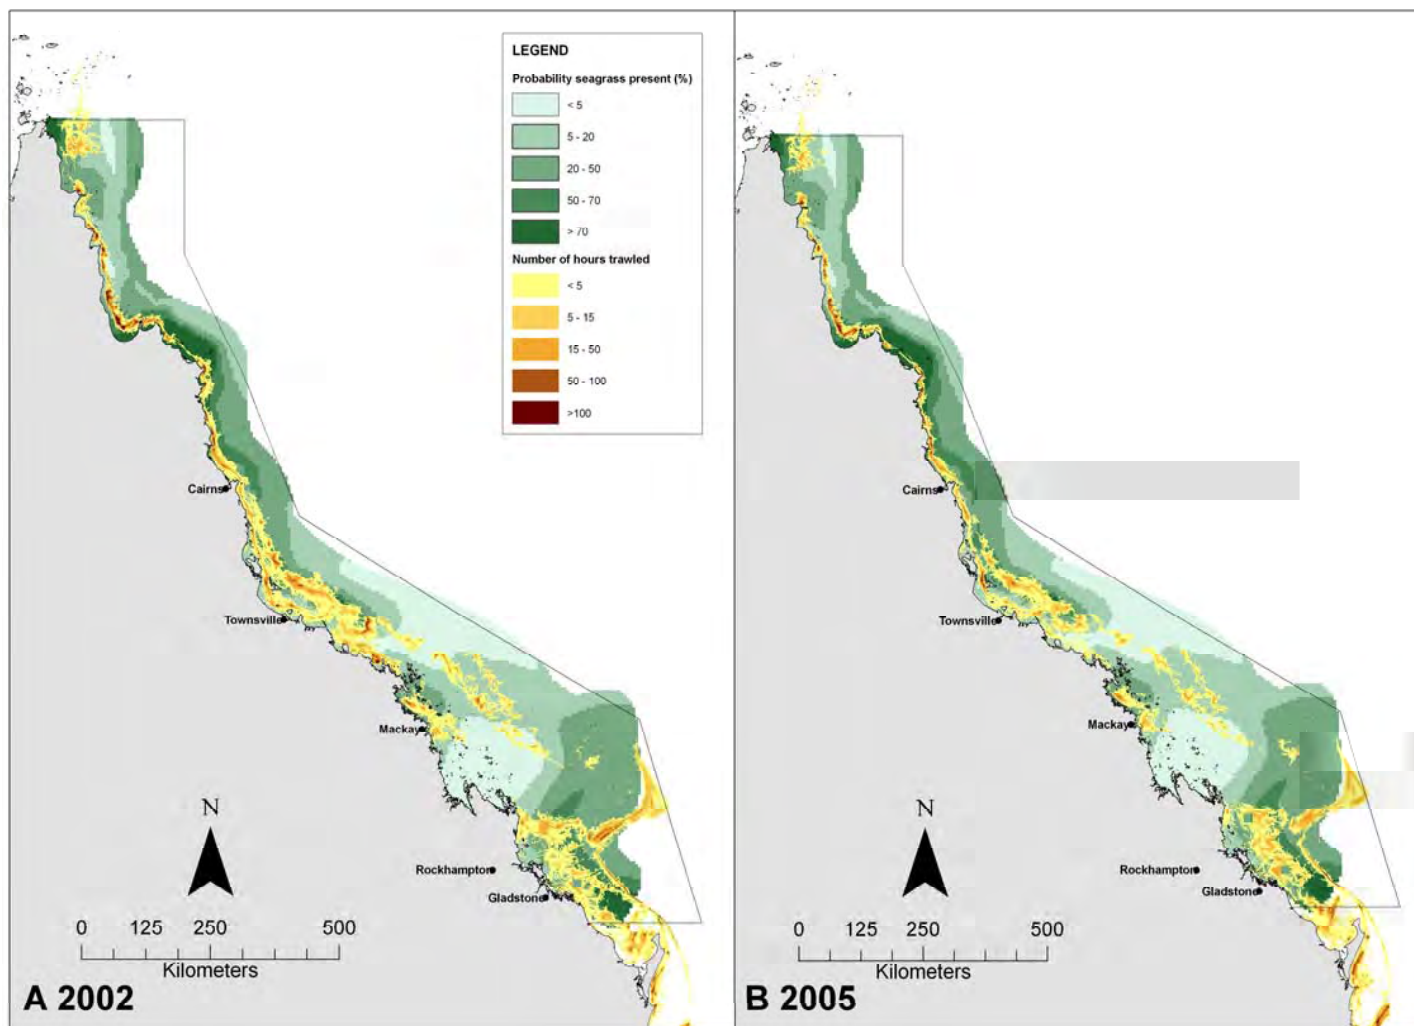 LEGEND
Probability seagrass present (%)
< 5
5 - 20
20 - 50
50 - 70
> 70
Number of hours trawled
< 5
5 - 15
15 - 50
50 - 100
>100
Cairns
Townsville
Mackay
Rockhampton
Gladstone
N
0 125 250 500
Kilometers
A 2002
Cairns
Townsville
Mackay
Rockhampton
Gladstone
N
0 125 250 500
Kilometers
B 2005